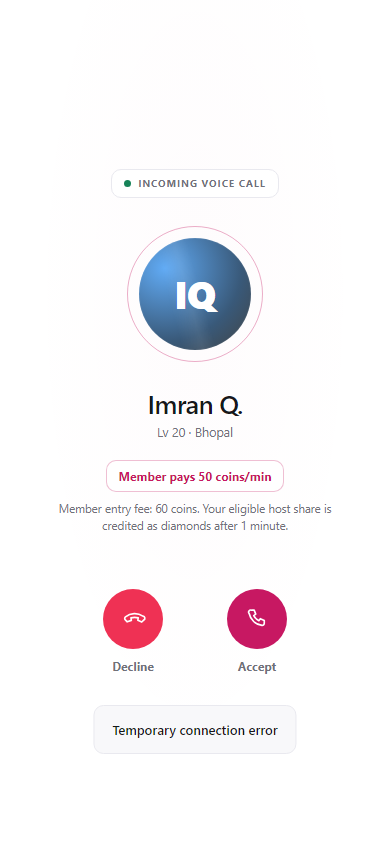 INCOMING VOICE CALL
IQ
Imran Q.
Lv 20 · Bhopal
Member pays 50 coins/min
Member entry fee: 60 coins. Your eligible host share is
credited as diamonds after 1 minute.
Decline
Accept
Temporary connection error